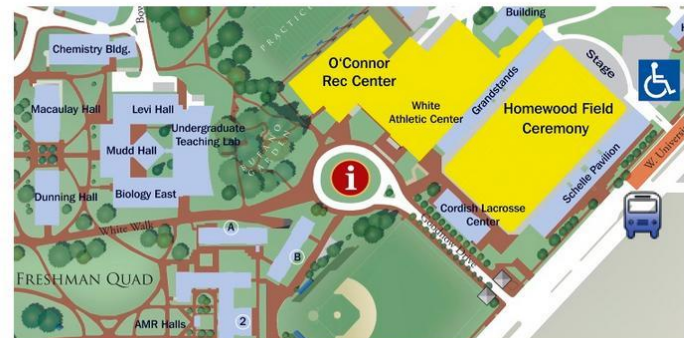 Building
PRACTICE
Chemistry Bldg.
O'Connor
Rec Center
Stage
Grandstands
Macaulay Hall
Levi Hall
White
Athletic Center
Homewood Field
Ceremony
Undergraduate
Teaching Lab
Mudd Hall
i
Schelle Pavilion
Dunning Hall
Biology East
Cordish Lacrosse
Center
White Walk
A
B
FRESHMAN QUAD
AMR Halls
2